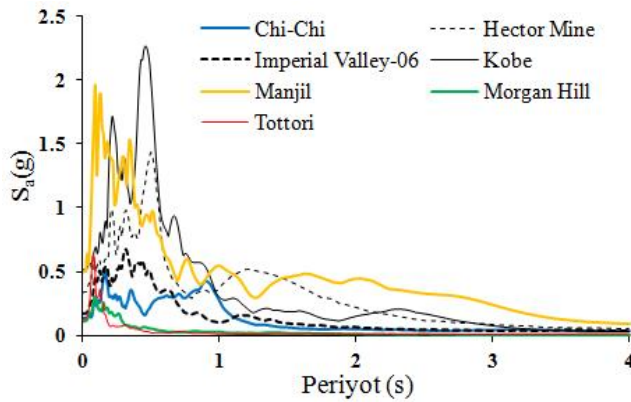 2.5
2
1.5
1
0.5
0
Sa(g)
Chi-Chi
Hector Mine
Imperial Valley-06
Kobe
Manjil
Morgan Hill
Tottori
0 1 2 3 4
Periyot (s)